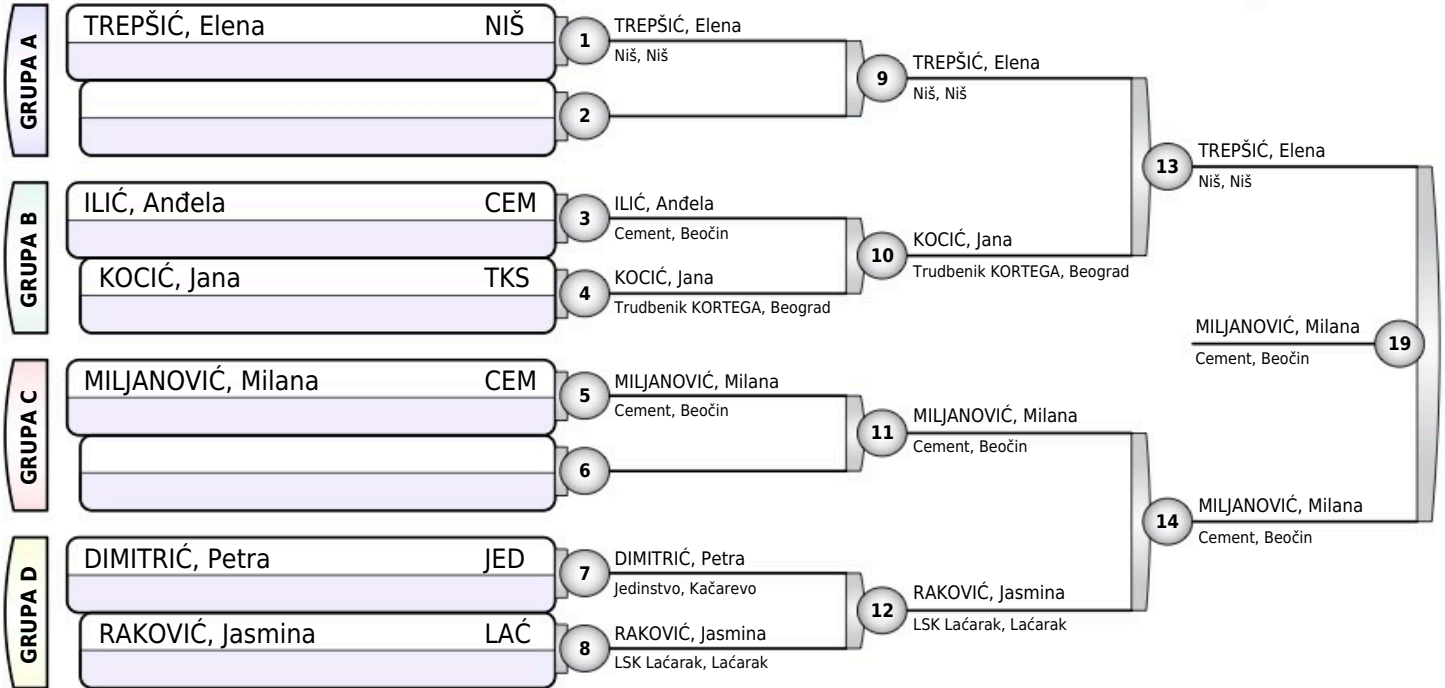 GRUPA A
TREPŠIĆ, Elena NIŠ
1
TREPŠIĆ, Elena
Niš, Niš
2
9
TREPŠIĆ, Elena
Niš, Niš
GRUPA B
ILIĆ, Anđela CEM
3
ILIĆ, Anđela
Cement, Beočin
KOCIĆ, Jana TKS
4
KOCIĆ, Jana
Trudbenik KORTEGA, Beograd
10
KOCIĆ, Jana
Trudbenik KORTEGA, Beograd
13
TREPŠIĆ, Elena
Niš, Niš
GRUPA C
MILJANOVIĆ, Milana CEM
5
MILJANOVIĆ, Milana
Cement, Beočin
6
11
MILJANOVIĆ, Milana
Cement, Beočin
GRUPA D
DIMITRIĆ, Petra JED
7
DIMITRIĆ, Petra
Jedinstvo, Kačarevo
RAKOVIĆ, Jasmina LAĆ
8
RAKOVIĆ, Jasmina
LSK Laćarak, Laćarak
12
RAKOVIĆ, Jasmina
LSK Laćarak, Laćarak
14
MILJANOVIĆ, Milana
Cement, Beočin
MILJANOVIĆ, Milana
Cement, Beočin
19